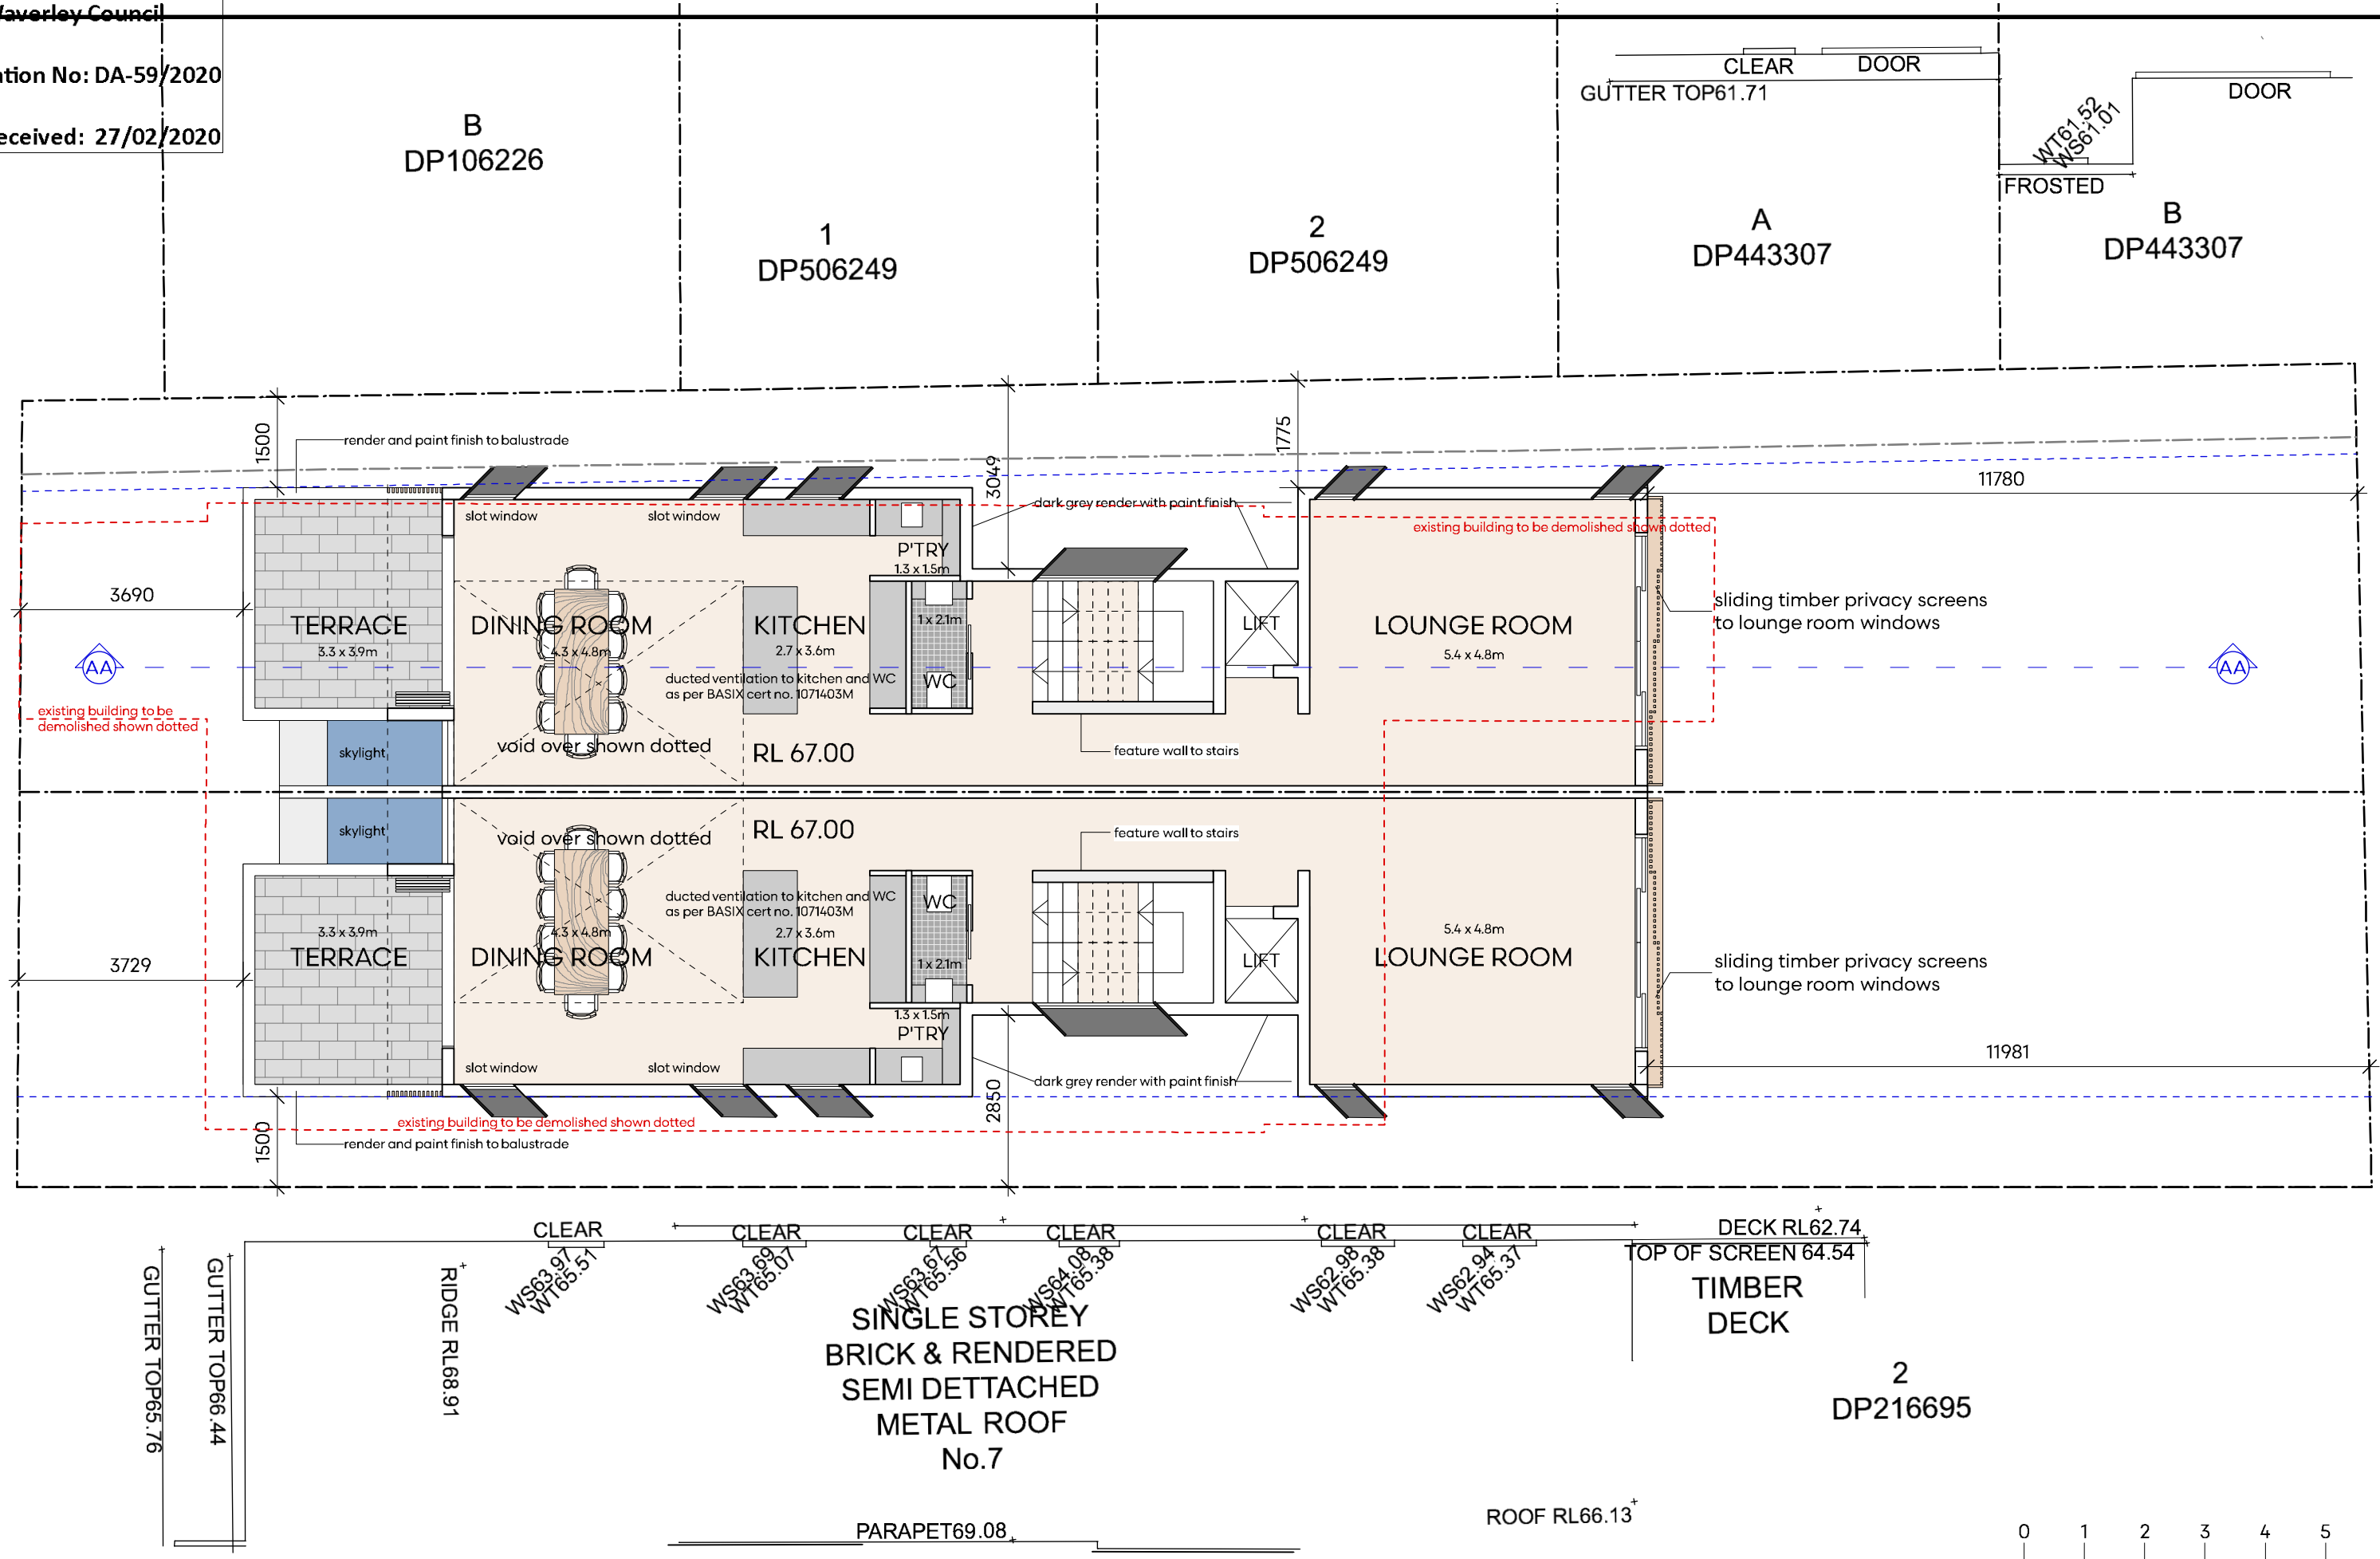 Waverley Council
ation No: DA-59/2020
eceived: 27/02/2020
CLEAR
DOOR
GUTTER TOP61.71
DOOR
WT61.52
WS61.01
FROSTED
B
DP106226
1
DP506249
2
DP506249
A
DP443307
B
DP443307
1500
render and paint finish to balustrade
3049
1775
11780
dark grey render with paint finish
slot window
slot window
existing building to be demolished shown dotted
P'TRY
1.3 x 1.5m
3690
TERRACE
3.3 x 3.9m
DINING ROOM
4.3 x 4.8m
KITCHEN
2.7 x 3.6m
1 x 2.1m
WC
LIFT
LOUNGE ROOM
5.4 x 4.8m
sliding timber privacy screens
to lounge room windows
AA
AA
ducted ventilation to kitchen and WC
as per BASIX cert no. 1071403M
existing building to be
demolished shown dotted
skylight
void over shown dotted
RL 67.00
feature wall to stairs
skylight
void over shown dotted
RL 67.00
feature wall to stairs
ducted ventilation to kitchen and WC
as per BASIX cert no. 1071403M
WC
3.3 x 3.9m
TERRACE
4.3 x 4.8m
DINING ROOM
2.7 x 3.6m
KITCHEN
1 x 2.1m
LIFT
5.4 x 4.8m
LOUNGE ROOM
sliding timber privacy screens
to lounge room windows
3729
1.3 x 1.5m
P'TRY
slot window
slot window
dark grey render with paint finish
11981
2850
existing building to be demolished shown dotted
1500
render and paint finish to balustrade
CLEAR
WS63.97
WT65.51
CLEAR
WS63.69
WT65.07
CLEAR
WS63.67
WT65.56
CLEAR
WS64.08
WT65.38
CLEAR
WS62.98
WT65.38
CLEAR
WS62.94
WT65.37
DECK RL62.74
TOP OF SCREEN 64.54
TIMBER
DECK
GUTTER TOP65.76
GUTTER TOP66.44
RIDGE RL68.91
SINGLE STOREY
BRICK & RENDERED
SEMI DETTACHED
METAL ROOF
No.7
2
DP216695
ROOF RL66.13
PARAPET69.08
0 1 2 3 4 5